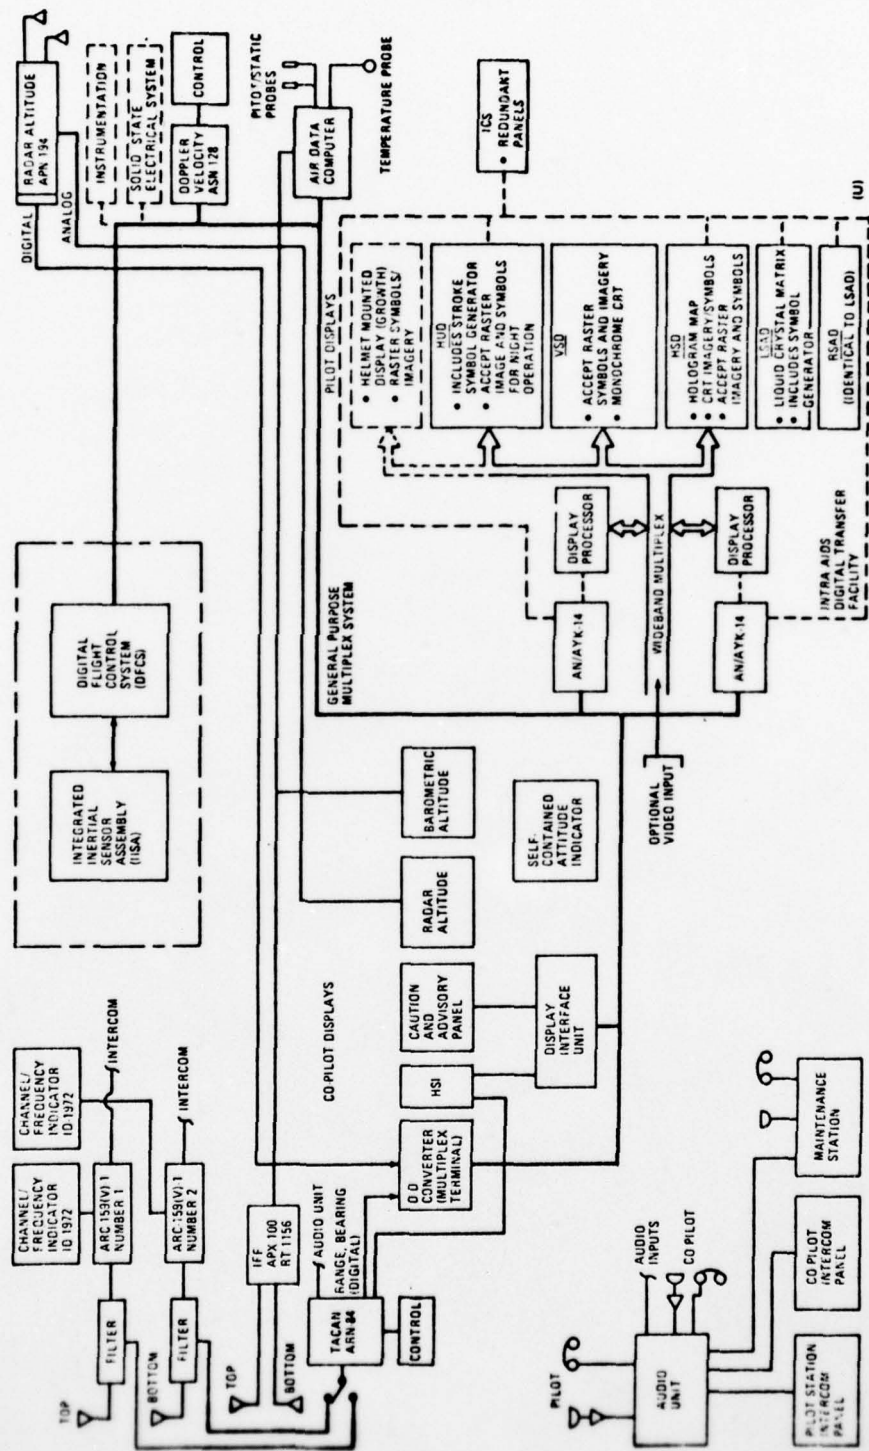 TOP
BOTTOM
FILTER
FILTER
CHANNEL/
FREQUENCY
INDICATOR
ID 1972
CHANNEL/
FREQUENCY
INDICATOR
ID 1972
ARC 159(V) 1
NUMBER 1
ARC 159(V) 1
NUMBER 2
INTERCOM
INTERCOM
TOP
BOTTOM
IFF
APX 100
RT 1156
TACAN
ARN 84
CONTROL
AUDIO UNIT
RANGE, BEARING
(DIGITAL)
INTEGRATED
INERTIAL
SENSOR
ASSEMBLY
(IISA)
DIGITAL
FLIGHT
CONTROL
SYSTEM
(DFCS)
DIGITAL
ANALOG
RADAR ALTITUDE
APN 194
INSTRUMENTATION
SOLID STATE
ELECTRICAL SYSTEM
DOPPLER
VELOCITY
ASN 128
CONTROL
PITOT/STATIC
PROBES
AIR DATA
COMPUTER
TEMPERATURE PROBE
CO PILOT DISPLAYS
D D
CONVERTER
(MULTIPLEX
TERMINAL)
HSI
CAUTION
AND
ADVISORY
PANEL
RADAR
ALTITUDE
BAROMETRIC
ALTITUDE
DISPLAY
INTERFACE
UNIT
SELF-
CONTAINED
ATTITUDE
INDICATOR
GENERAL PURPOSE
MULTIPLEX SYSTEM
PILOT DISPLAYS
• HELMET MOUNTED
DISPLAY (GROWTH)
• RASTER SYMBOLS/
IMAGERY
HUD
• INCLUDES STROKE
SYMBOL GENERATOR
• ACCEPT RASTER
IMAGE AND SYMBOLS
FOR NIGHT
OPERATION
VSD
• ACCEPT RASTER
SYMBOLS AND IMAGERY
• MONOCHROME CRT
HSD
• HOLOGRAM MAP
• CRT IMAGERY/SYMBOLS
• ACCEPT RASTER
IMAGERY AND SYMBOLS
LSAD
• LIQUID CRYSTAL MATRIX
• INCLUDES SYMBOL
GENERATOR
RSAD
(IDENTICAL TO LSAD)
ICS
• REDUNDANT
PANELS
AN/AYK-14
DISPLAY
PROCESSOR
WIDEBAND MULTIPLEX
AN/AYK-14
DISPLAY
PROCESSOR
OPTIONAL
VIDEO INPUT
INTRA AIDS
DIGITAL TRANSFER
FACILITY
(U)
PILOT
AUDIO
UNIT
AUDIO
INPUTS
CO PILOT
PILOT STATION
INTERCOM
PANEL
CO PILOT
INTERCOM
PANEL
MAINTENANCE
STATION